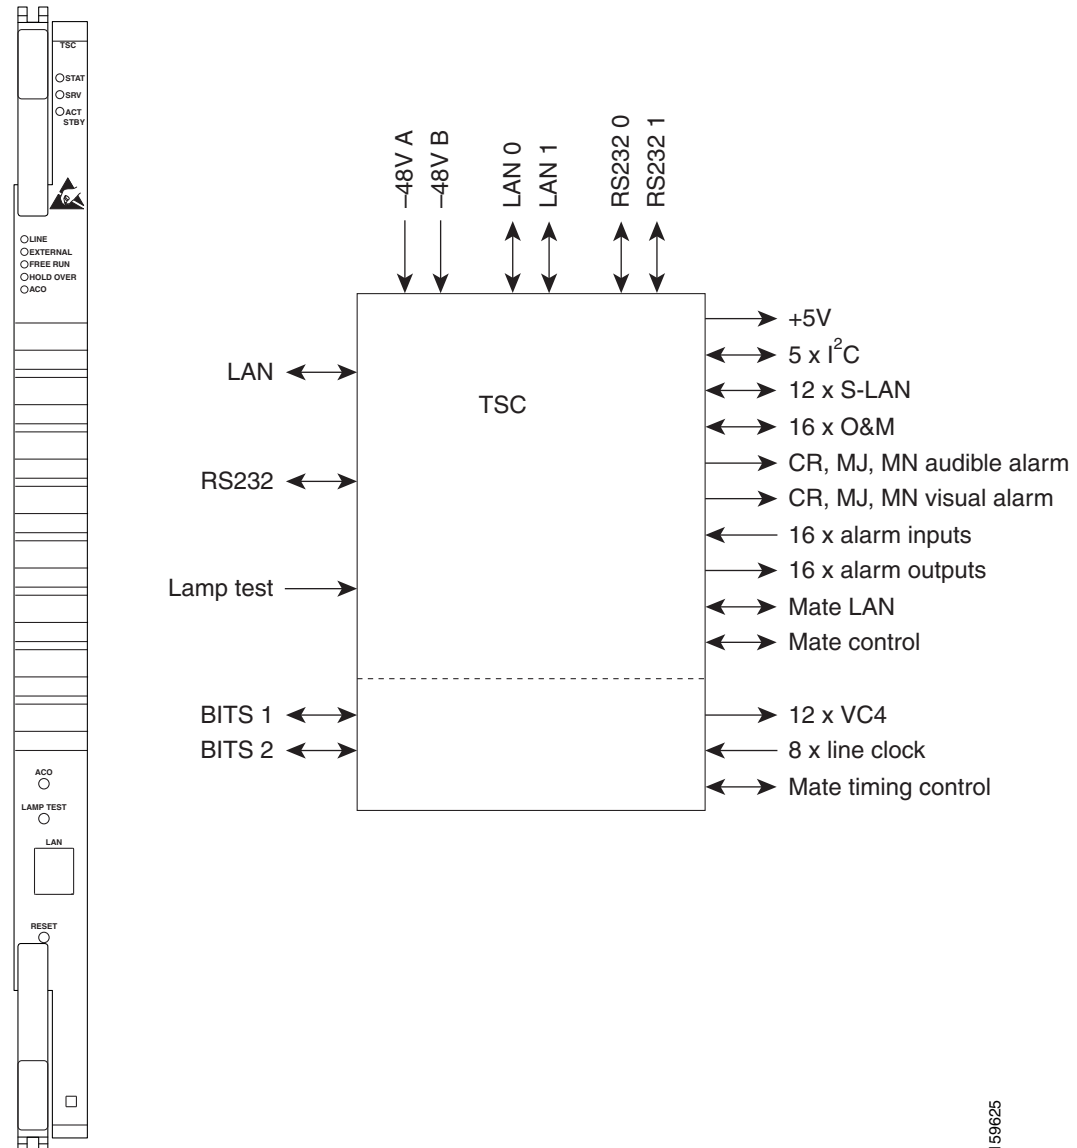 TSC
STAT
SRV
ACT
STBY
LINE
EXTERNAL
FREE RUN
HOLD OVER
ACO
ACO
LAMP TEST
LAN
RESET
–48V A
–48V B
LAN 0
LAN 1
RS232 0
RS232 1
LAN
RS232
Lamp test
BITS 1
BITS 2
TSC
+5V
5 x I²C
12 x S-LAN
16 x O&M
CR, MJ, MN audible alarm
CR, MJ, MN visual alarm
16 x alarm inputs
16 x alarm outputs
Mate LAN
Mate control
12 x VC4
8 x line clock
Mate timing control
159625